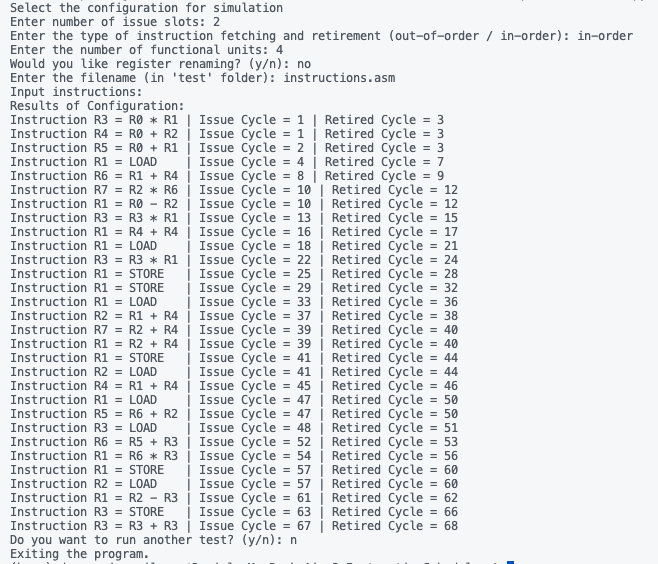 Select the configuration for simulation
Enter number of issue slots: 2
Enter the type of instruction fetching and retirement (out-of-order / in-order): in-order
Enter the number of functional units: 4
Would you like register renaming? (y/n): no
Enter the filename (in 'test' folder): instructions.asm
Input instructions:
Results of Configuration:
Instruction R3 = R0 * R1 | Issue Cycle = 1 | Retired Cycle = 3
Instruction R4 = R0 + R2 | Issue Cycle = 1 | Retired Cycle = 3
Instruction R5 = R0 + R1 | Issue Cycle = 2 | Retired Cycle = 3
Instruction R1 = LOAD    | Issue Cycle = 4 | Retired Cycle = 7
Instruction R6 = R1 + R4 | Issue Cycle = 8 | Retired Cycle = 9
Instruction R7 = R2 * R6 | Issue Cycle = 10 | Retired Cycle = 12
Instruction R1 = R0 - R2 | Issue Cycle = 10 | Retired Cycle = 12
Instruction R3 = R3 * R1 | Issue Cycle = 13 | Retired Cycle = 15
Instruction R1 = R4 + R4 | Issue Cycle = 16 | Retired Cycle = 17
Instruction R1 = LOAD    | Issue Cycle = 18 | Retired Cycle = 21
Instruction R3 = R3 * R1 | Issue Cycle = 22 | Retired Cycle = 24
Instruction R1 = STORE   | Issue Cycle = 25 | Retired Cycle = 28
Instruction R1 = STORE   | Issue Cycle = 29 | Retired Cycle = 32
Instruction R1 = LOAD    | Issue Cycle = 33 | Retired Cycle = 36
Instruction R2 = R1 + R4 | Issue Cycle = 37 | Retired Cycle = 38
Instruction R7 = R2 + R4 | Issue Cycle = 39 | Retired Cycle = 40
Instruction R1 = R2 + R4 | Issue Cycle = 39 | Retired Cycle = 40
Instruction R1 = STORE   | Issue Cycle = 41 | Retired Cycle = 44
Instruction R2 = LOAD    | Issue Cycle = 41 | Retired Cycle = 44
Instruction R4 = R1 + R4 | Issue Cycle = 45 | Retired Cycle = 46
Instruction R1 = LOAD    | Issue Cycle = 47 | Retired Cycle = 50
Instruction R5 = R6 + R2 | Issue Cycle = 47 | Retired Cycle = 50
Instruction R3 = LOAD    | Issue Cycle = 48 | Retired Cycle = 51
Instruction R6 = R5 + R3 | Issue Cycle = 52 | Retired Cycle = 53
Instruction R1 = R6 * R3 | Issue Cycle = 54 | Retired Cycle = 56
Instruction R1 = STORE   | Issue Cycle = 57 | Retired Cycle = 60
Instruction R2 = LOAD    | Issue Cycle = 57 | Retired Cycle = 60
Instruction R1 = R2 - R3 | Issue Cycle = 61 | Retired Cycle = 62
Instruction R3 = STORE   | Issue Cycle = 63 | Retired Cycle = 66
Instruction R3 = R3 + R3 | Issue Cycle = 67 | Retired Cycle = 68
Do you want to run another test? (y/n): n
Exiting the program.